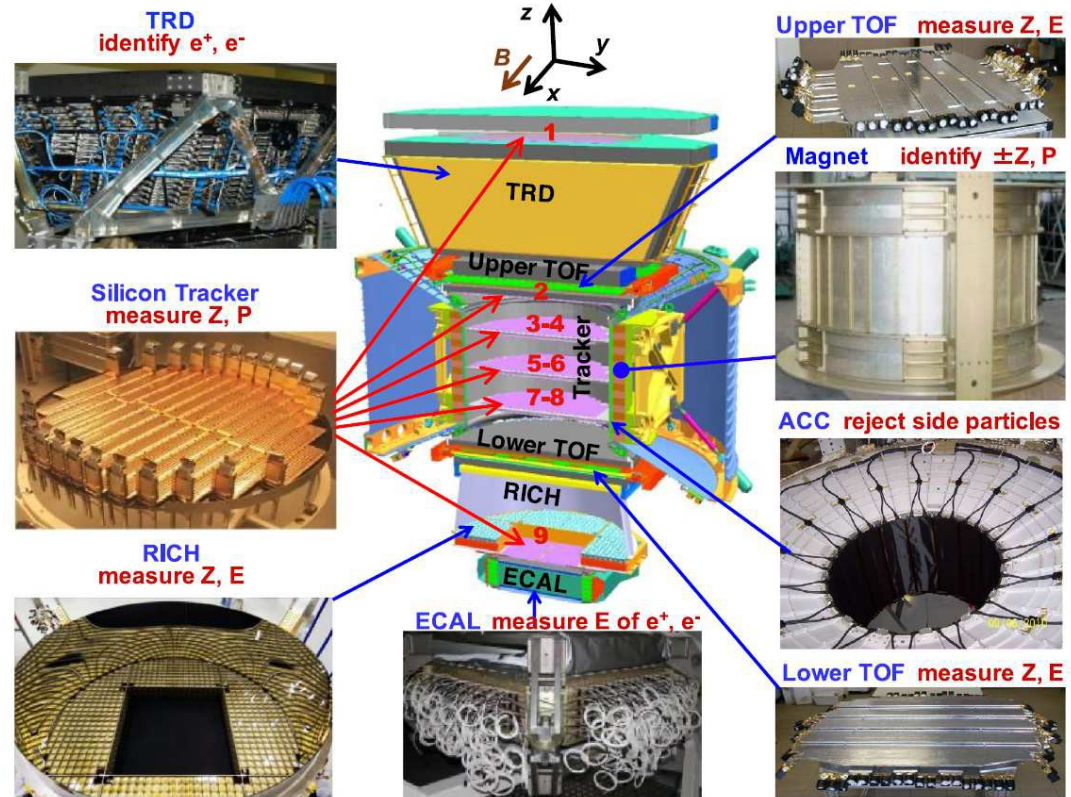 TRD
identify e+, e-
z
y
B
x
Upper TOF measure Z, E
1
TRD
Magnet identify ±Z, P
Upper TOF
Silicon Tracker
measure Z, P
2
3-4
5-6
7-8
Tracker
Lower TOF
ACC reject side particles
RICH
RICH
measure Z, E
9
ECAL
ECAL measure E of e+, e-
Lower TOF measure Z, E